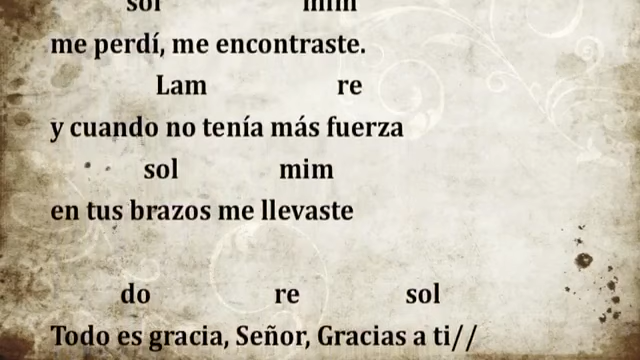 sol mim
me perdí, me encontraste.
Lam re
y cuando no tenía más fuerza
sol mim
en tus brazos me llevaste
do re sol
Todo es gracia, Señor, Gracias a ti//